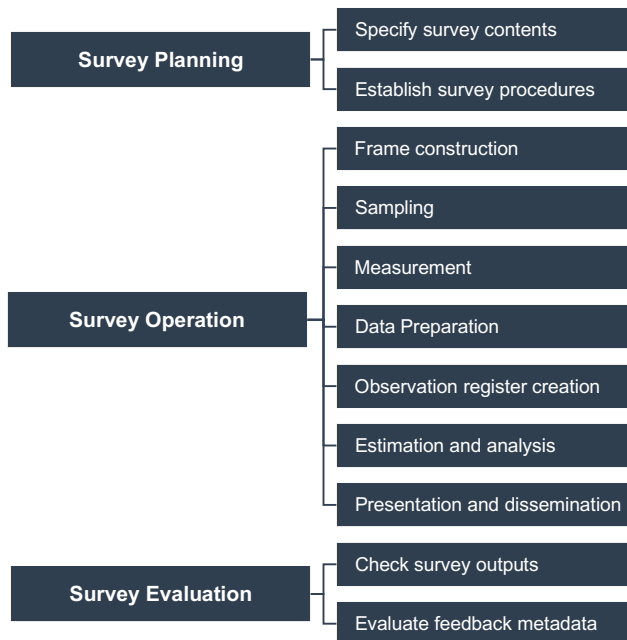 Survey Planning
Specify survey contents
Establish survey procedures
Survey Operation
Frame construction
Sampling
Measurement
Data Preparation
Observation register creation
Estimation and analysis
Presentation and dissemination
Survey Evaluation
Check survey outputs
Evaluate feedback metadata